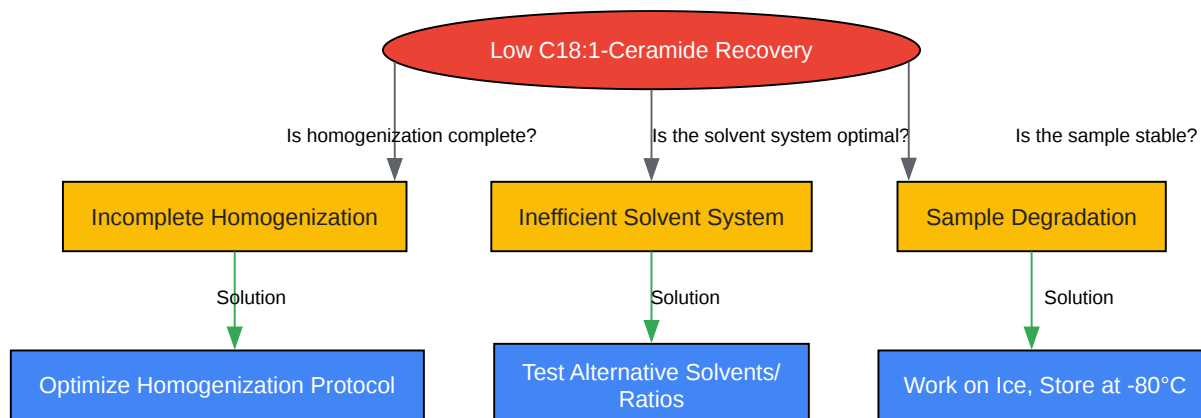 Low C18:1-Ceramide Recovery
Is homogenization complete?
Is the solvent system optimal?
Is the sample stable?
Incomplete Homogenization
Inefficient Solvent System
Sample Degradation
Solution
Solution
Solution
Optimize Homogenization Protocol
Test Alternative Solvents/
Ratios
Work on Ice, Store at -80°C